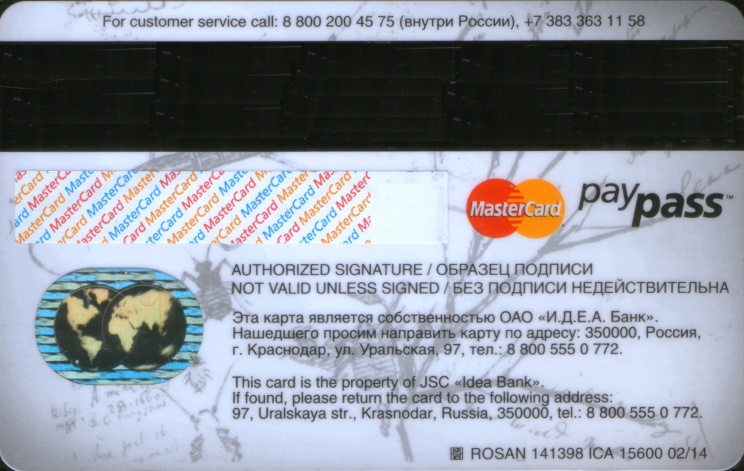 For customer service call: 8 800 200 45 75 (внутри России), +7 383 363 11 58
MasterCard
paypass™
AUTHORIZED SIGNATURE / ОБРАЗЕЦ ПОДПИСИ
NOT VALID UNLESS SIGNED / БЕЗ ПОДПИСИ НЕДЕЙСТВИТЕЛЬНА
Эта карта является собственностью ОАО «И.Д.Е.А. Банк».
Нашедшего просим направить карту по адресу: 350000, Россия,
г. Краснодар, ул. Уральская, 97, тел.: 8 800 555 0 772.
This card is the property of JSC «Idea Bank».
If found, please return the card to the following address:
97, Uralskaya str., Krasnodar, Russia, 350000, tel.: 8 800 555 0 772.
ROSAN 141398 ICA 15600 02/14